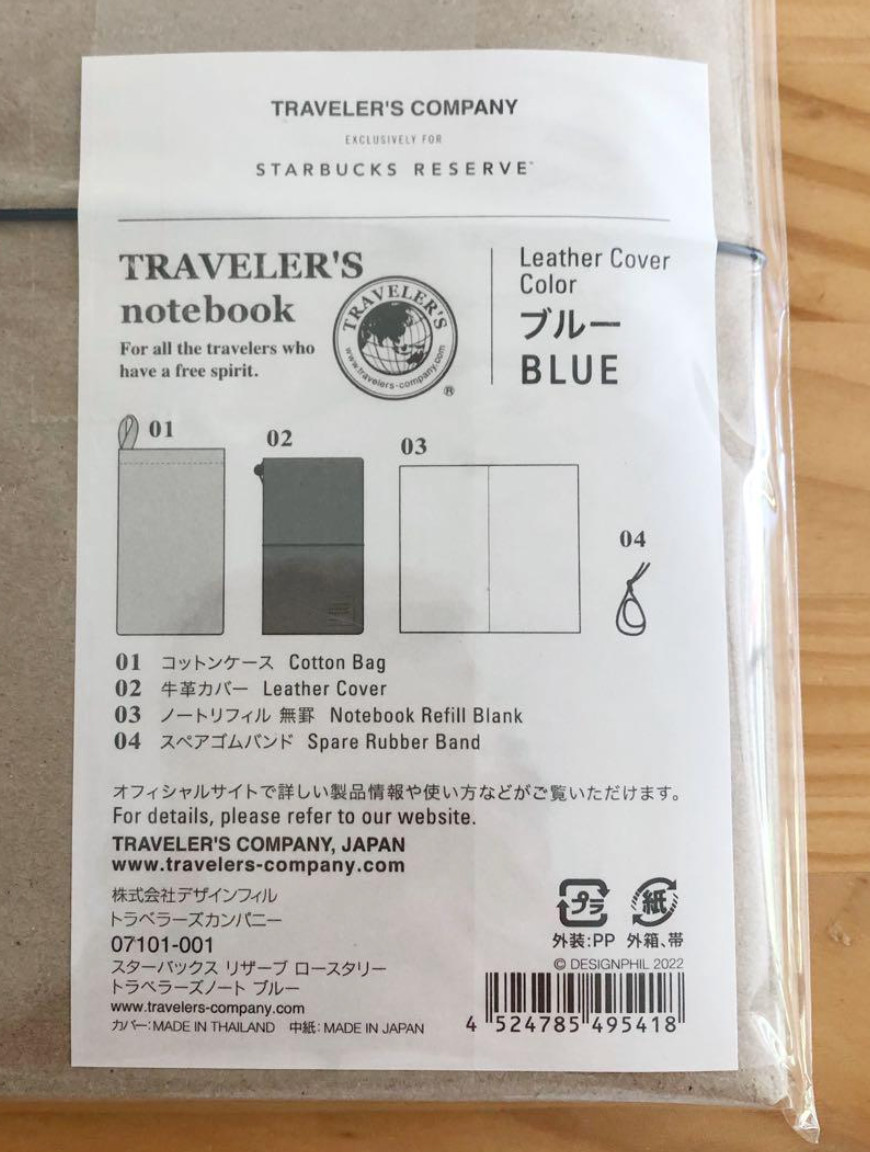 TRAVELER'S COMPANY
EXCLUSIVELY FOR
STARBUCKS RESERVE™
TRAVELER'S
notebook
For all the travelers who
have a free spirit.
TRAVELER'S
www.travelers-company.com
®
Leather Cover
Color
ブルー
BLUE
01
02
03
04
01 コットンケース Cotton Bag
02 牛革カバー Leather Cover
03 ノートリフィル 無罫 Notebook Refill Blank
04 スペアゴムバンド Spare Rubber Band
オフィシャルサイトで詳しい製品情報や使い方などがご覧いただけます。
For details, please refer to our website.
TRAVELER'S COMPANY, JAPAN
www.travelers-company.com
株式会社デザインフィル
トラベラーズカンパニー
07101-001
スターバックス リザーブ ロースタリー
トラベラーズノート ブルー
www.travelers-company.com
カバー:MADE IN THAILAND 中紙:MADE IN JAPAN
プラ 紙
外装:PP 外箱、帯
© DESIGNPHIL 2022
4 524785 495418